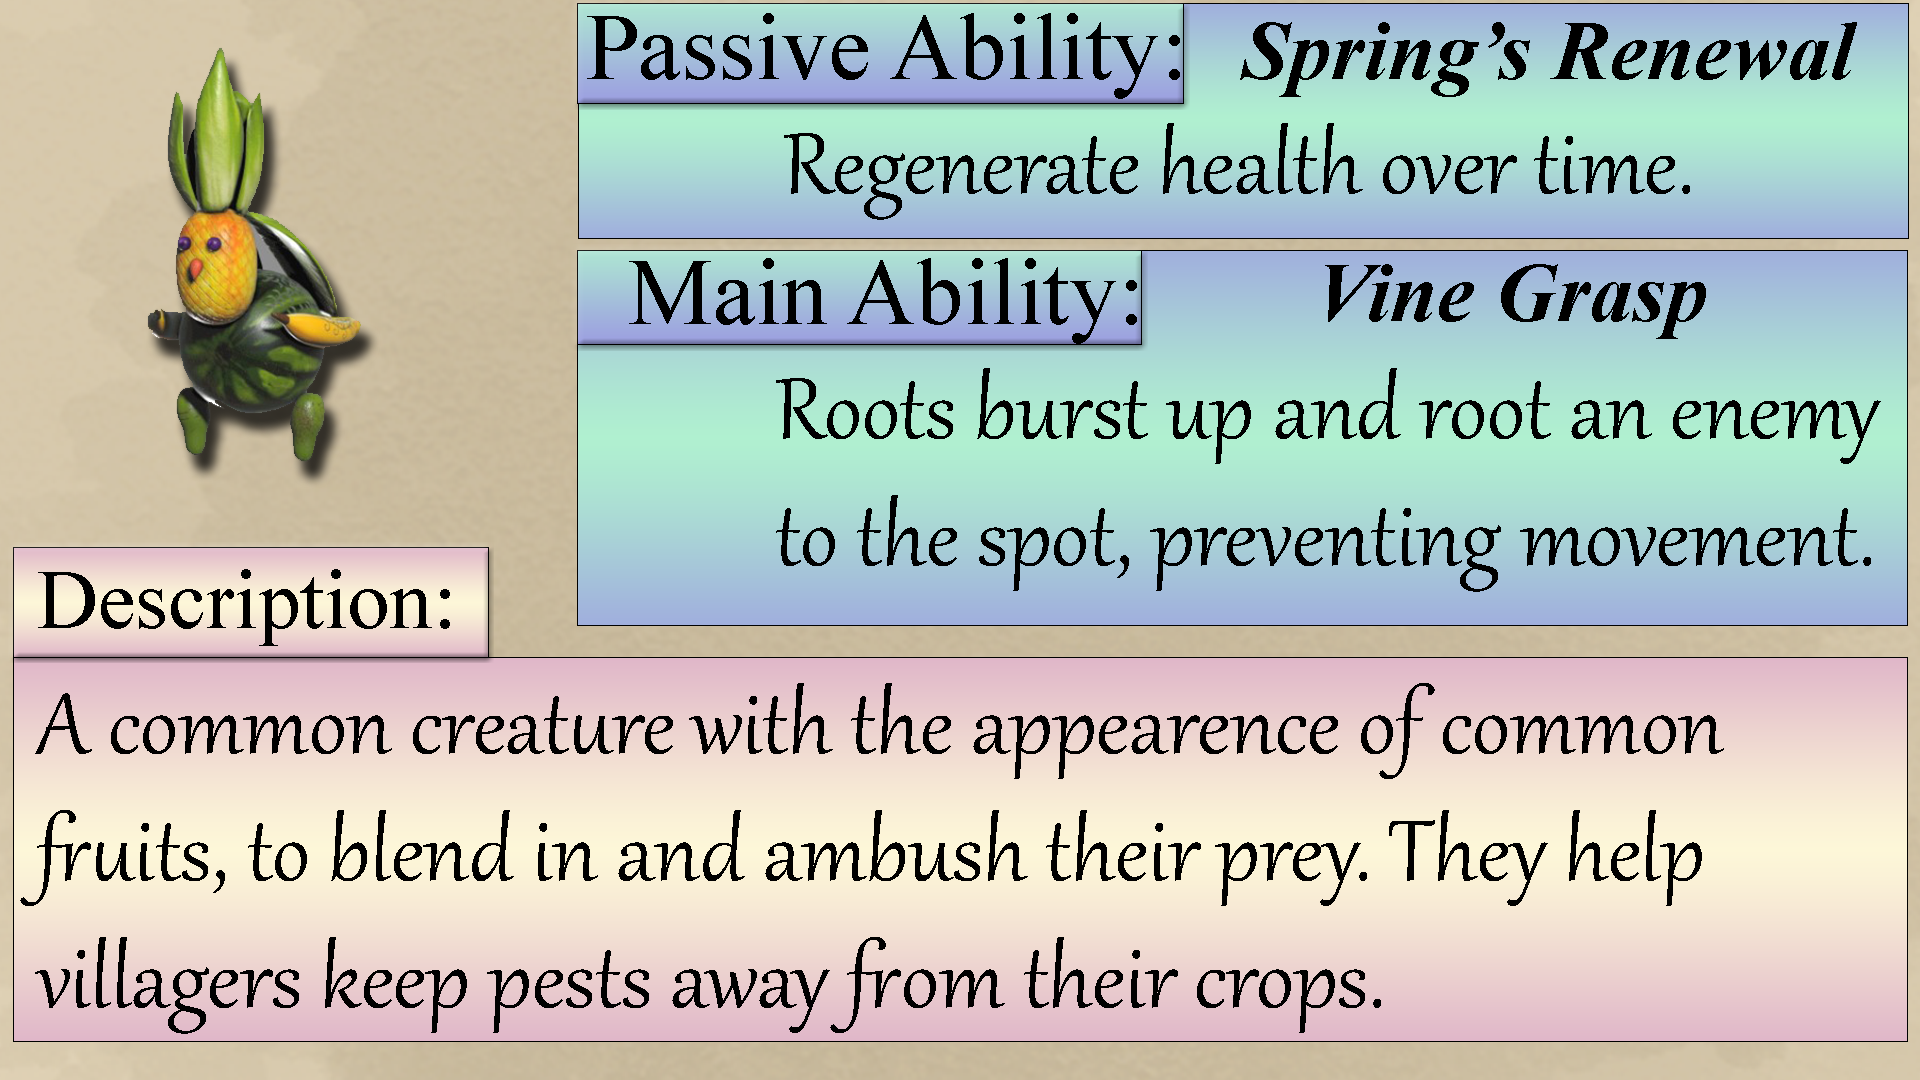 Passive Ability: Spring’s Renewal
Regenerate health over time.
Main Ability: Vine Grasp
Roots burst up and root an enemy
to the spot, preventing movement.
Description:
A common creature with the appearence of common
fruits, to blend in and ambush their prey. They help
villagers keep pests away from their crops.